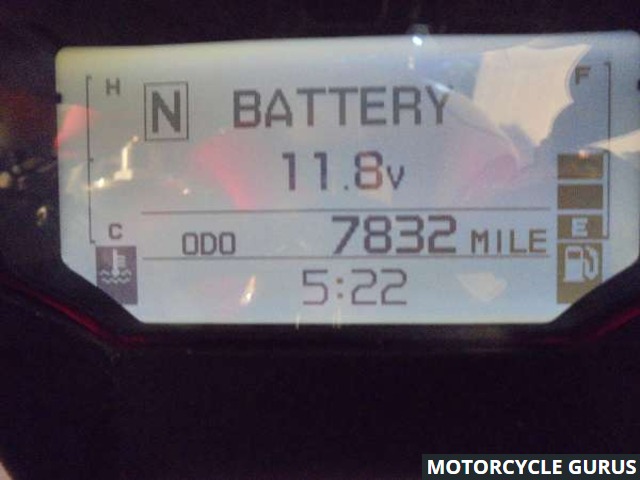 H
F
N BATTERY
11.8v
C
E
ODO 7832 MILE
5:22
MOTORCYCLE GURUS